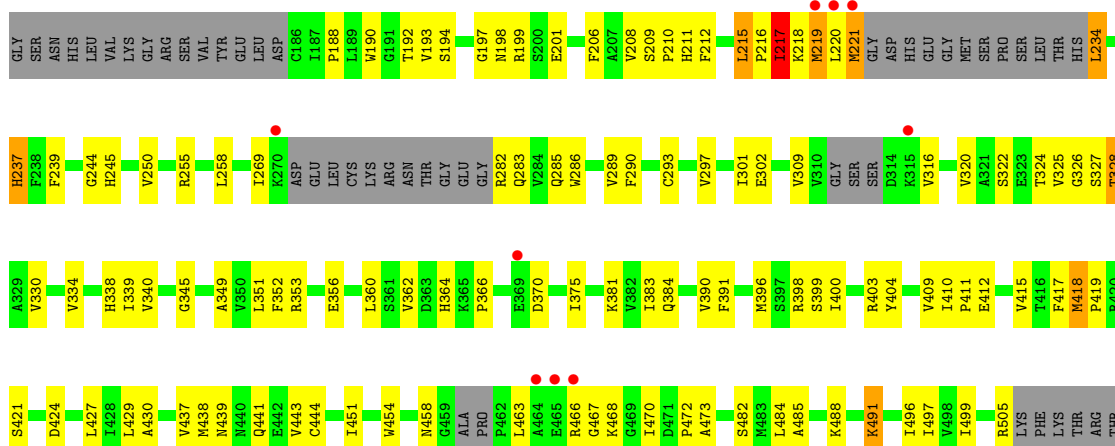 GLY SER ASN HIS LEU VAL LYS GLY ARG SER VAL TYR GLU LEU ASP C186 I187 P188 L189 W190 G191 T192 V193 S194 G197 N198 R199 S200 E201 F206 A207 V208 S209 P210 H211 F212 L215 P216 I217 K218 M219 L220 M221 GLY ASP HIS GLU GLY MET SER PRO SER LEU THR HIS L234
H237 F238 F239 G244 H245 V250 R255 L258 I269 K270 ASP GLU LEU CYS LYS ARG ASN THR GLY GLU GLY R282 Q283 V284 Q285 W286 V289 F290 C293 V297 I301 E302 V309 V310 GLY SER SER D314 K315 V316 V320 A321 S322 E323 T324 V325 G326 S327 T328
A329 V330 V334 H338 I339 V340 G345 A349 V350 L351 F352 R353 E356 L360 S361 V362 D363 H364 K365 P366 E369 D370 I375 K381 V382 I383 Q384 V390 F391 M396 S397 R398 S399 I400 R403 Y404 V409 I410 P411 E412 V415 T416 F417 M418 P419
S421 D424 L427 I428 L429 A430 V437 M438 N439 N440 Q441 E442 V443 C444 I451 W454 N458 G459 ALA PRO P462 L463 A464 E465 R466 G467 K468 G469 I470 D471 P472 A473 S482 M483 L484 A485 K488 K491 I496 I497 V498 I499 R505 LYS PHE LYS THR ARG